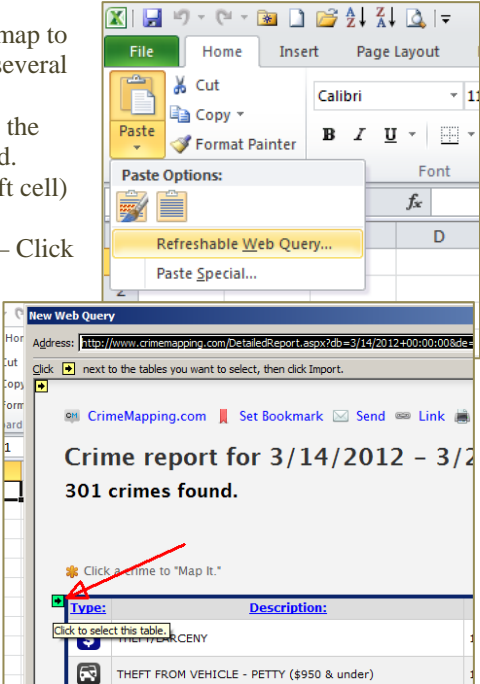 map to
several
the
d.
ft cell)
– Click
File Home Insert Page Layout
Paste
Cut
Copy
Format Painter
Calibri 11
B I U
Font
Paste Options:
fx
Refreshable Web Query...
D
Paste Special...
2
New Web Query
Address: http://www.crimemapping.com/DetailedReport.aspx?db=3/14/2012+00:00:00&de=
Click next to the tables you want to select, then click Import.
CrimeMapping.com Set Bookmark Send Link
Crime report for 3/14/2012 – 3/2
301 crimes found.
Click a crime to "Map It."
Type: Description:
Click to select this table.
THEFT/LARCENY 1
THEFT FROM VEHICLE - PETTY ($950 & under) 1